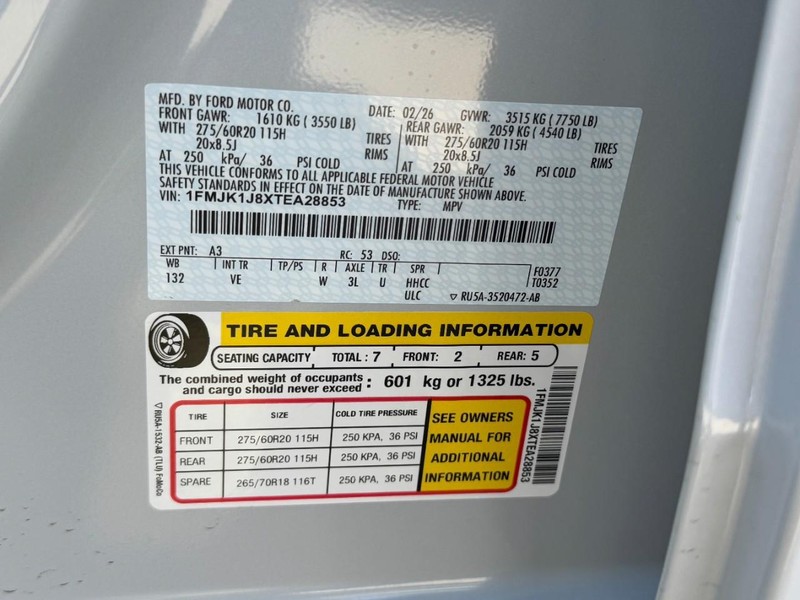 MFD. BY FORD MOTOR CO. DATE: 02/26 GVWR: 3515 KG ( 7750 LB)
FRONT GAWR: 1610 KG ( 3550 LB) REAR GAWR: 2059 KG ( 4540 LB)
WITH 275/60R20 115H TIRES WITH 275/60R20 115H TIRES
20x8.5J RIMS 20x8.5J RIMS
AT 250 kPa/ 36 PSI COLD AT 250 kPa/ 36 PSI COLD
THIS VEHICLE CONFORMS TO ALL APPLICABLE FEDERAL MOTOR VEHICLE
SAFETY STANDARDS IN EFFECT ON THE DATE OF MANUFACTURE SHOWN ABOVE.
VIN: 1FMJK1J8XTEA28853 TYPE: MPV
EXT PNT: A3 RC: 53 DSO:
WB INT TR TP/PS R AXLE TR SPR F0377
132 VE W 3L U HHCC T0352
ULC ▽ RU5A-3520472-AB
TIRE AND LOADING INFORMATION
SEATING CAPACITY TOTAL : 7 FRONT: 2 REAR: 5
The combined weight of occupants
and cargo should never exceed : 601 kg or 1325 lbs.
TIRE SIZE COLD TIRE PRESSURE
FRONT 275/60R20 115H 250 KPA, 36 PSI
REAR 275/60R20 115H 250 KPA, 36 PSI
SPARE 265/70R18 116T 250 KPA, 36 PSI
SEE OWNERS
MANUAL FOR
ADDITIONAL
INFORMATION
▽ RU5A-1532-AB (TLU) FoMoCo
1FMJK1J8XTEA28853